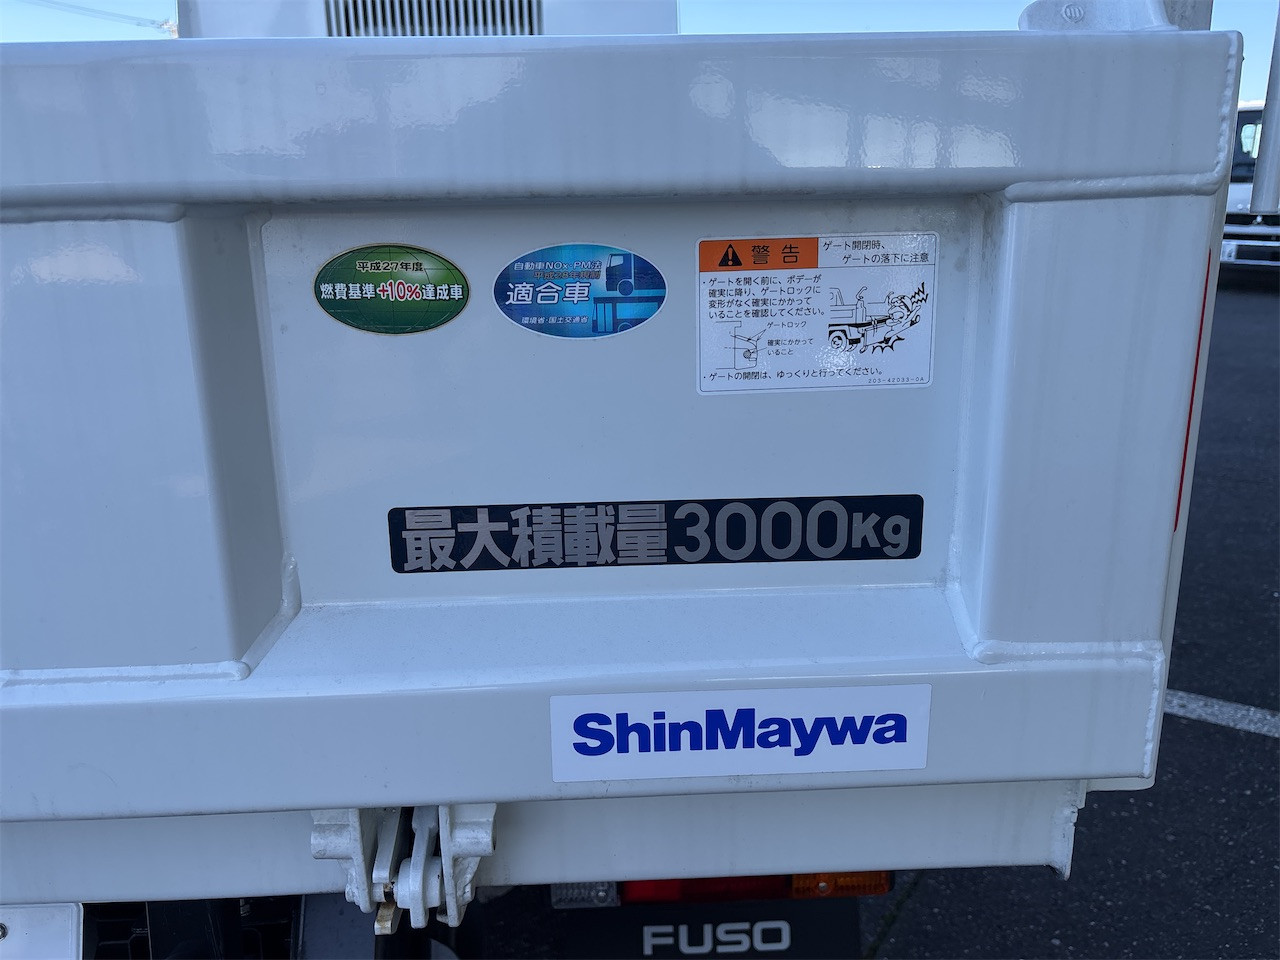 平成27年度
燃費基準+10%達成車
自動車NOx・PM法
適合車
環境省・国土交通省
警告
ゲート開閉時、
ゲートの落下に注意
・ゲートを開く前に、ボデーが
確実に降り、ゲートロックに
変形がなく確実にかかって
いることを確認してください。
ゲートロック
確実にかかって
いること
・ゲートの開閉は、ゆっくりと行ってください。
203-42033-0A
最大積載量3000Kg
ShinMaywa
FUSO